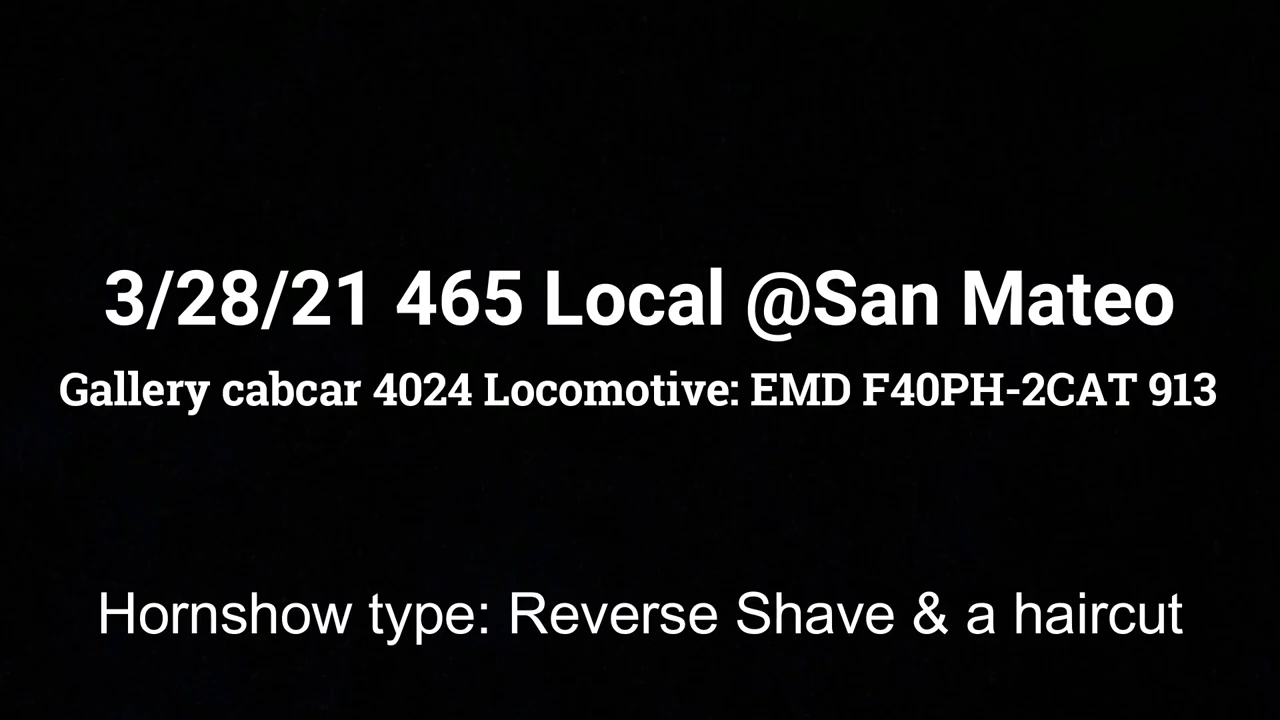 3/28/21 465 Local @San Mateo
Gallery cabcar 4024 Locomotive: EMD F40PH-2CAT 913
Hornshow type: Reverse Shave & a haircut